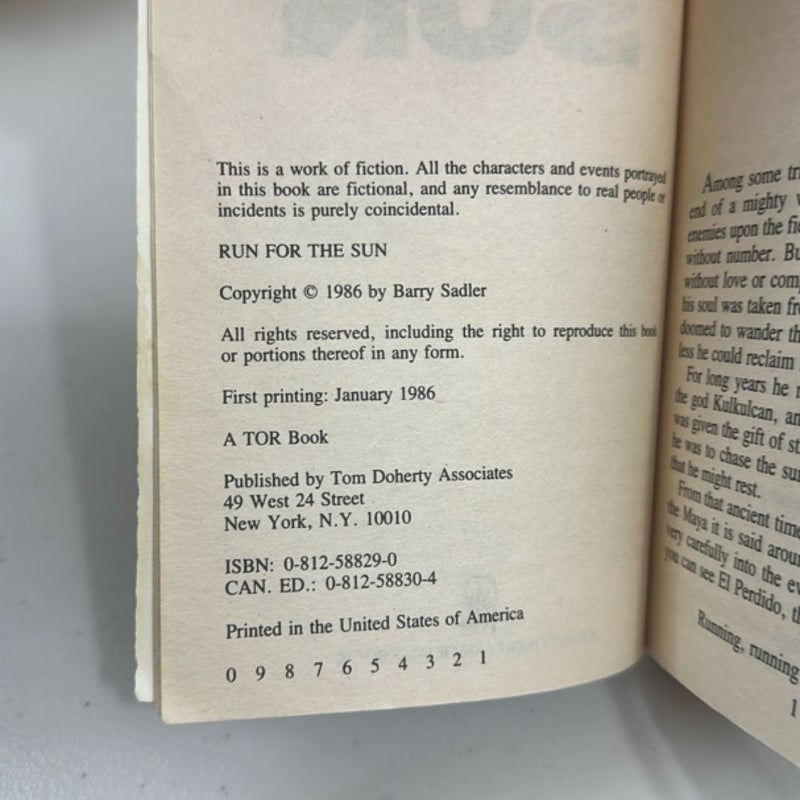 SUN
This is a work of fiction. All the characters and events portrayed
in this book are fictional, and any resemblance to real people or
incidents is purely coincidental.
RUN FOR THE SUN
Copyright © 1986 by Barry Sadler
All rights reserved, including the right to reproduce this book
or portions thereof in any form.
First printing: January 1986
A TOR Book
Published by Tom Doherty Associates
49 West 24 Street
New York, N.Y. 10010
ISBN: 0-812-58829-0
CAN. ED.: 0-812-58830-4
Printed in the United States of America
0 9 8 7 6 5 4 3 2 1
Among some
end of a mighty
enemies upon the
without number.
without love or
his soul was taken
doomed to wander
less he could reclaim
For long years he
the god Kulkulcan,
was given the gift of
he was to chase the
that he might rest.
From that ancient
the Maya it is said
very carefully into the
you can see El Perdido,
Running, running
1